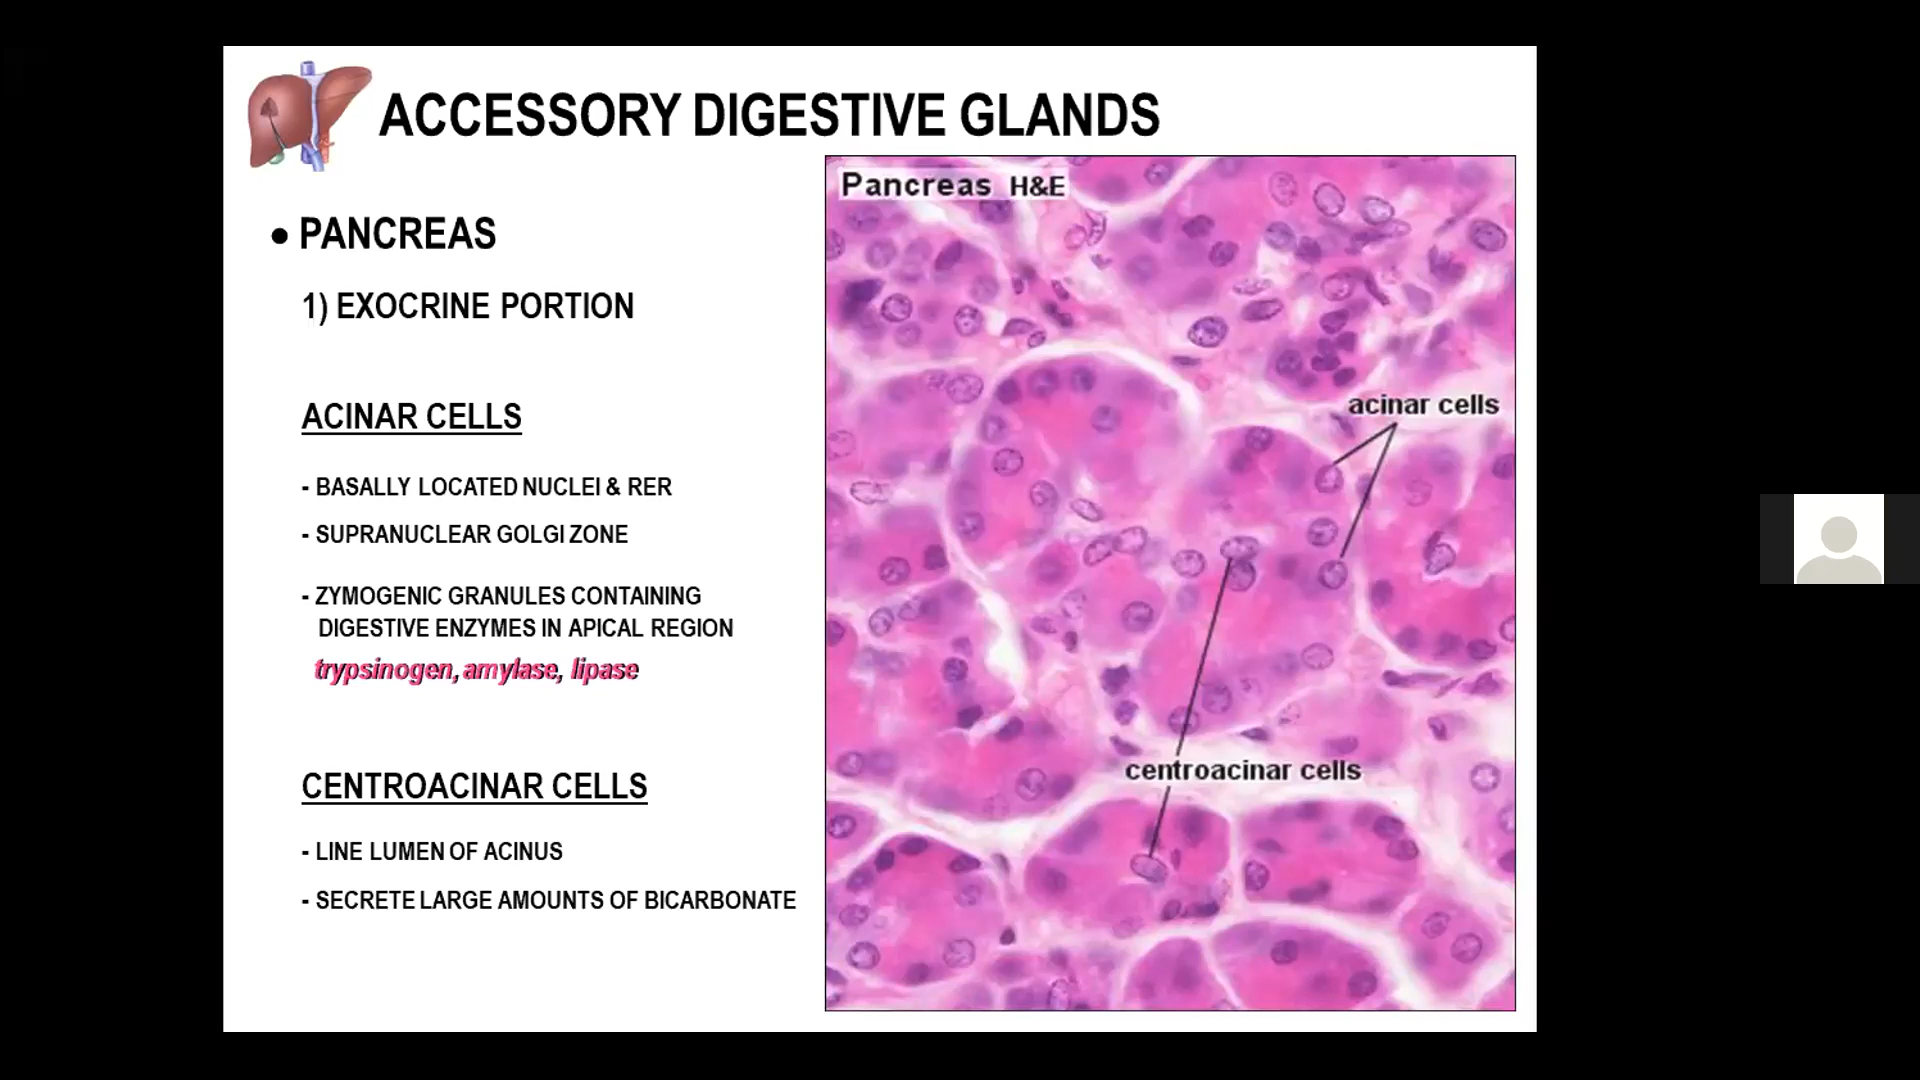 ACCESSORY DIGESTIVE GLANDS
• PANCREAS
1) EXOCRINE PORTION
ACINAR CELLS
- BASALLY LOCATED NUCLEI & RER
- SUPRANUCLEAR GOLGI ZONE
- ZYMOGENIC GRANULES CONTAINING
DIGESTIVE ENZYMES IN APICAL REGION
trypsinogen, amylase, lipase
CENTROACINAR CELLS
- LINE LUMEN OF ACINUS
- SECRETE LARGE AMOUNTS OF BICARBONATE
Pancreas H&E
acinar cells
centroacinar cells